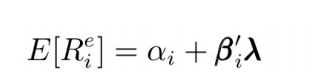 E[R_i^e] = α_i + β_i'λ